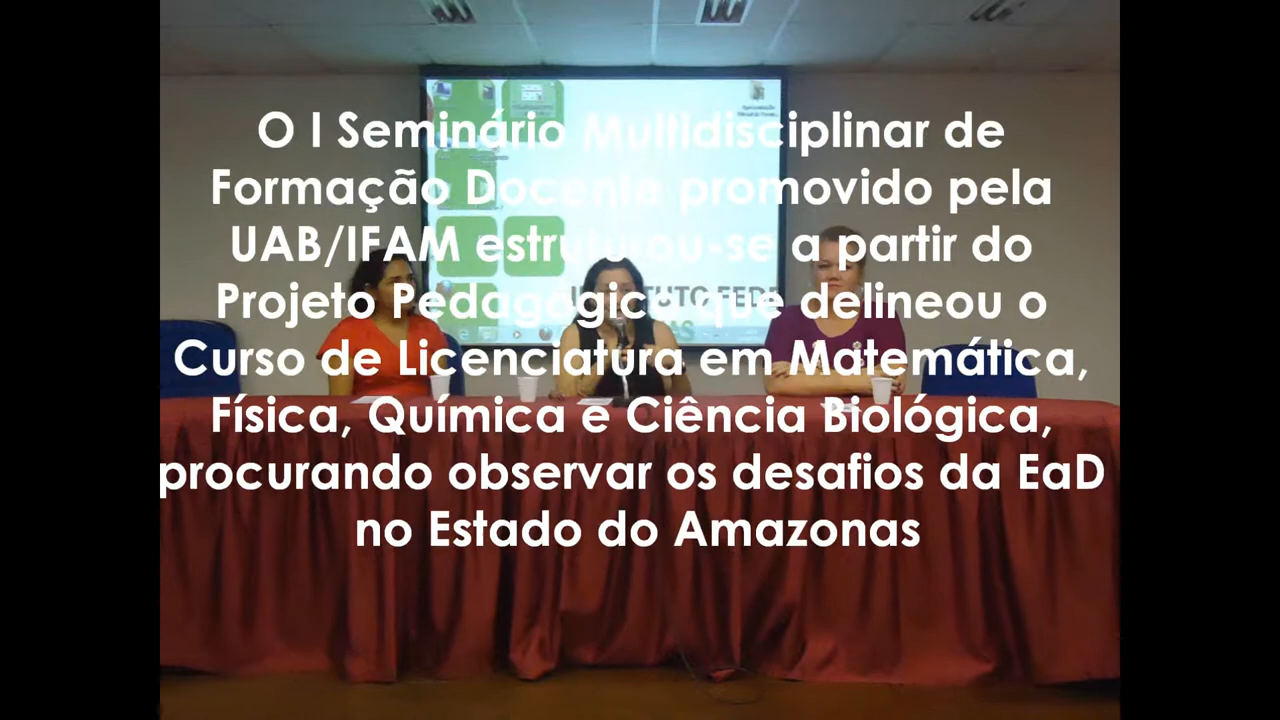 O I Seminário Multidisciplinar de
Formação Docente promovido pela
UAB/IFAM estruturou-se a partir do
Projeto Pedagógico que delineou o
Curso de Licenciatura em Matemática,
Física, Química e Ciência Biológica,
procurando observar os desafios da EaD
no Estado do Amazonas